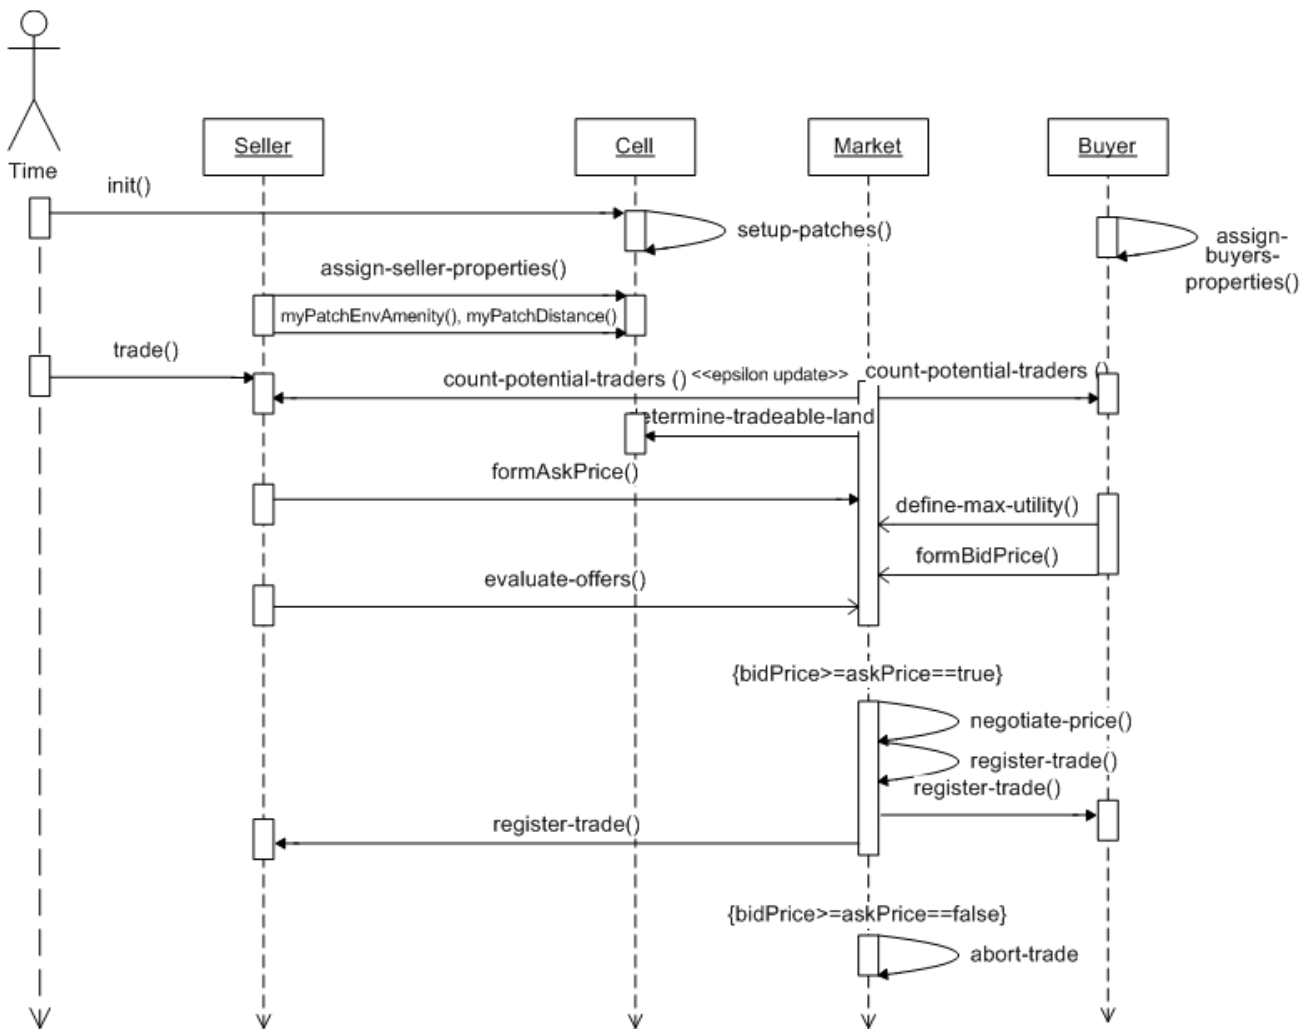 Time
Seller
Cell
Market
Buyer
init()
setup-patches()
assign-
buyers-
properties()
assign-seller-properties()
myPatchEnvAmenity(), myPatchDistance()
trade()
count-potential-traders () <<epsilon update>> count-potential-traders ()
etermine-tradeable-land
formAskPrice()
define-max-utility()
formBidPrice()
evaluate-offers()
{bidPrice>=askPrice==true}
negotiate-price()
register-trade()
register-trade()
register-trade()
{bidPrice>=askPrice==false}
abort-trade